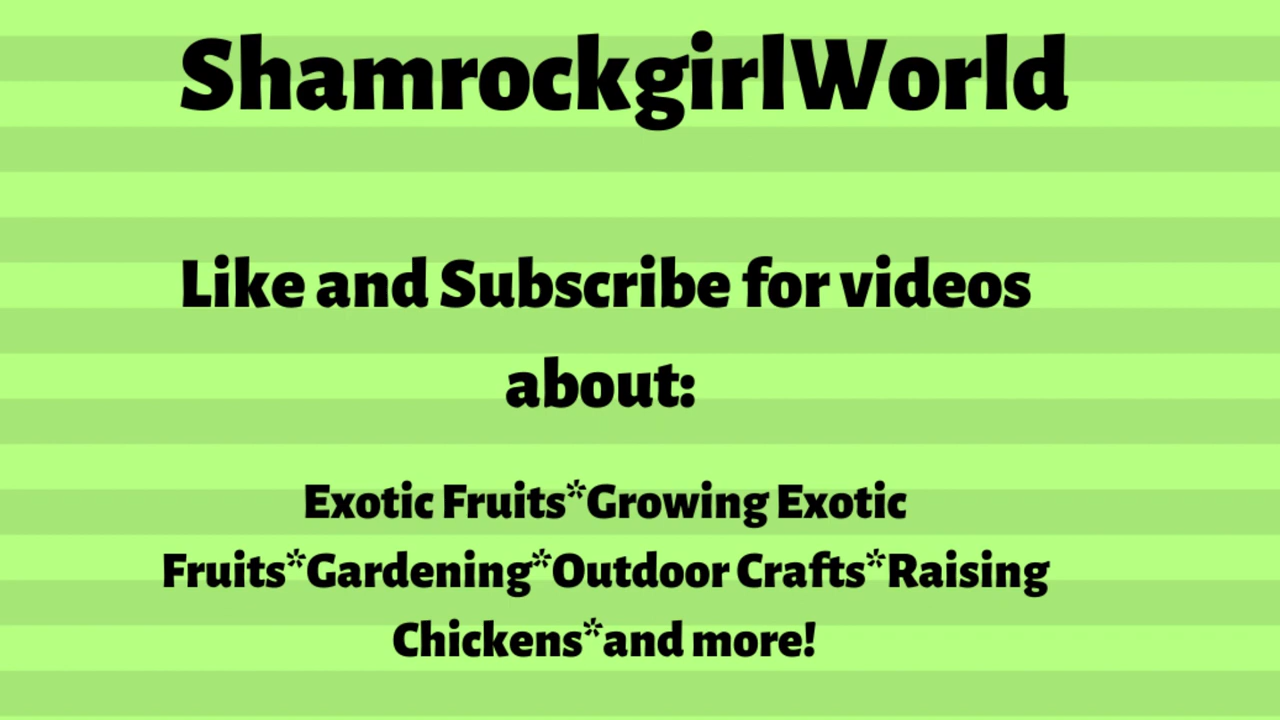 ShamrockgirlWorld
Like and Subscribe for videos
about:
Exotic Fruits*Growing Exotic
Fruits*Gardening*Outdoor Crafts*Raising
Chickens*and more!